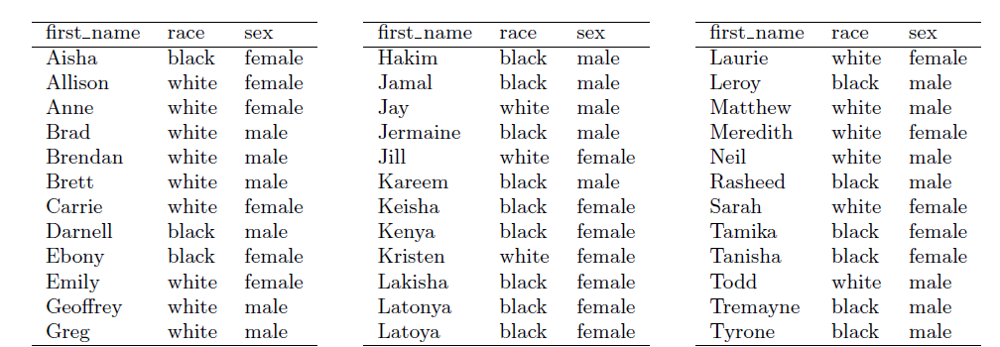 first_name race sex
Aisha black female
Allison white female
Anne white female
Brad white male
Brendan white male
Brett white male
Carrie white female
Darnell black male
Ebony black female
Emily white female
Geoffrey white male
Greg white male
first_name race sex
Hakim black male
Jamal black male
Jay white male
Jermaine black male
Jill white female
Kareem black male
Keisha black female
Kenya black female
Kristen white female
Lakisha black female
Latonya black female
Latoya black female
first_name race sex
Laurie white female
Leroy black male
Matthew white male
Meredith white female
Neil white male
Rasheed black male
Sarah white female
Tamika black female
Tanisha black female
Todd white male
Tremayne black male
Tyrone black male